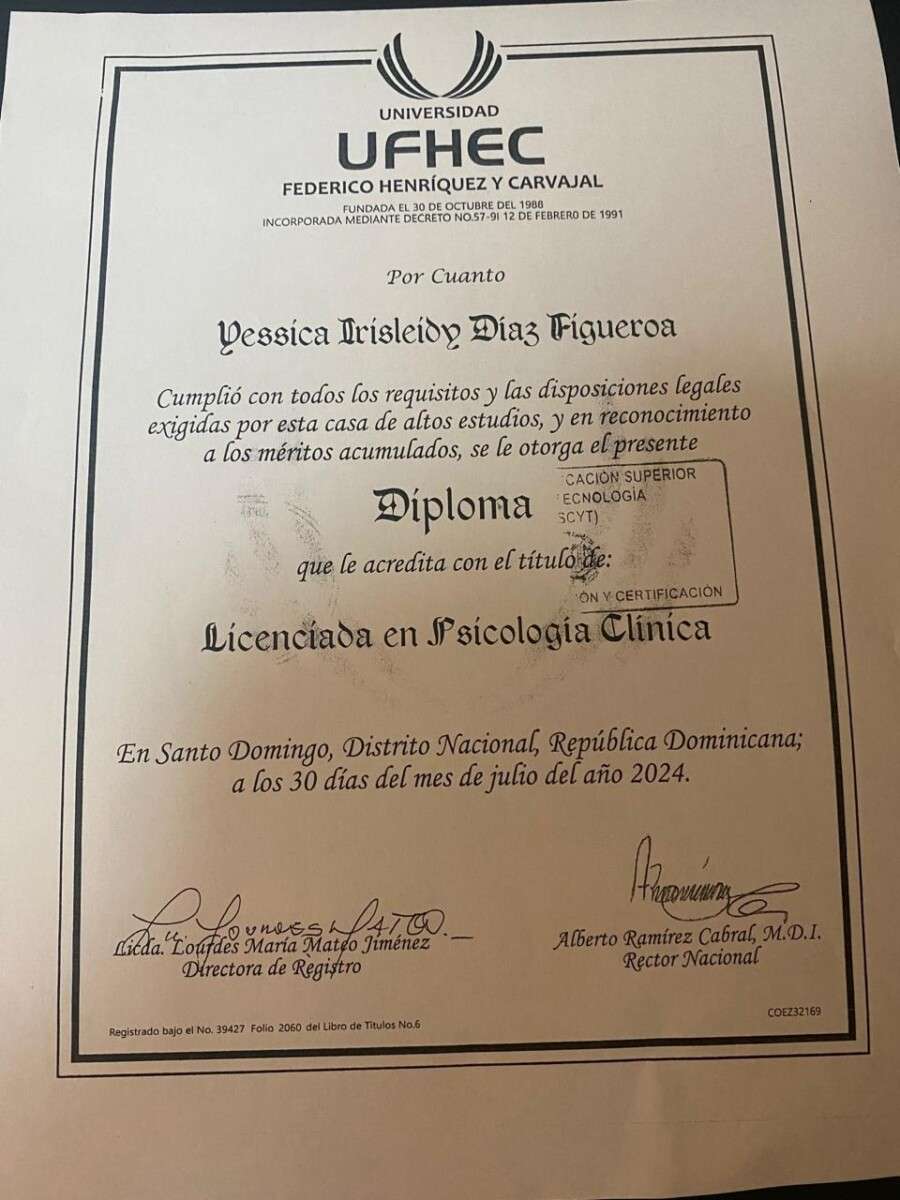 UNIVERSIDAD
UFHEC
FEDERICO HENRÍQUEZ Y CARVAJAL
FUNDADA EL 30 DE OCTUBRE DEL 1988
INCORPORADA MEDIANTE DECRETO NO.57-91 12 DE FEBRERO DE 1991
Por Cuanto
Yessica Irisleidy Díaz Figueroa
Cumplió con todos los requisitos y las disposiciones legales
exigidas por esta casa de altos estudios, y en reconocimiento
a los méritos acumulados, se le otorga el presente
CACIÓN SUPERIOR
ECNOLOGÍA
SCYT)
Diploma
que le acredita con el título de:
ÓN Y CERTIFICACIÓN
Licenciada en Psicología Clínica
En Santo Domingo, Distrito Nacional, República Dominicana;
a los 30 días del mes de julio del año 2024.
Licda. Lourdes María Mateo Jiménez
Directora de Registro
Alberto Ramírez Cabral, M.D.I.
Rector Nacional
Registrado bajo el No. 39427 Folio 2060 del Libro de Titulos No.6
COEZ32169